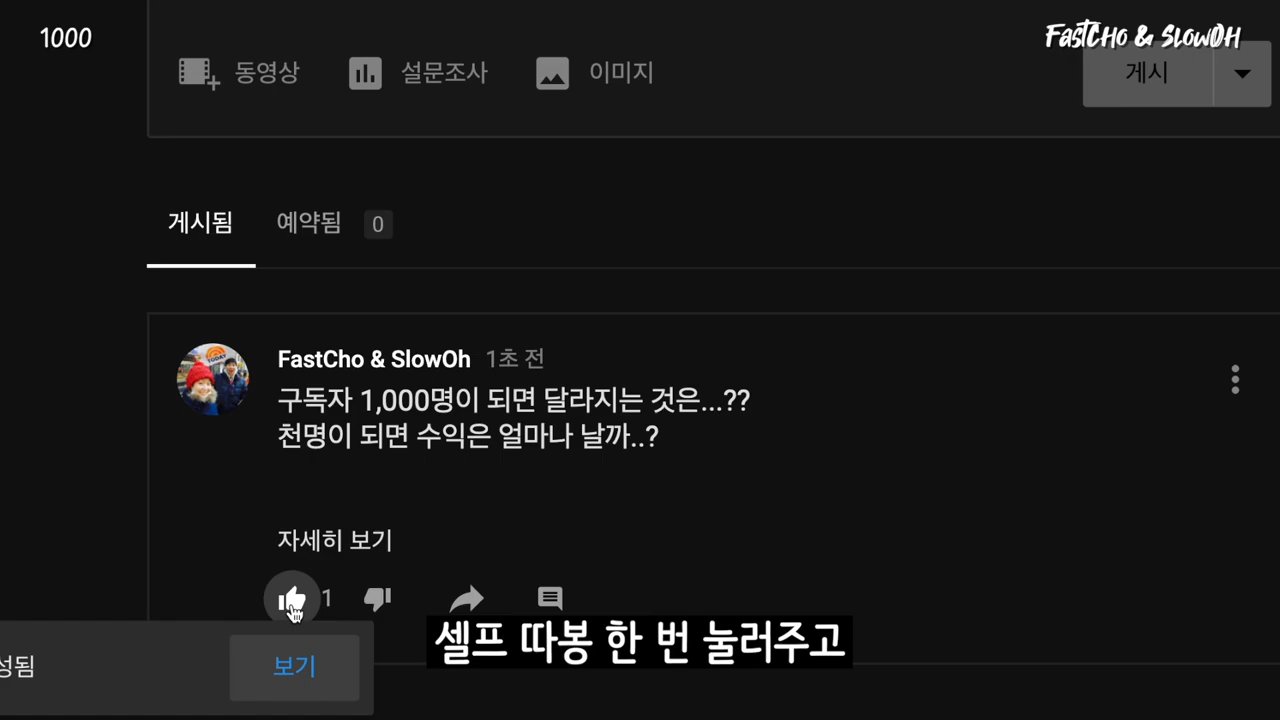 1000
FastCho & SlowOh
동영상
설문조사
이미지
게시
게시됨
예약됨
0
TODAY
FastCho & SlowOh 1초 전
구독자 1,000명이 되면 달라지는 것은...??
천명이 되면 수익은 얼마나 날까..?
자세히 보기
1
셀프 따봉 한 번 눌러주고
성됨
보기